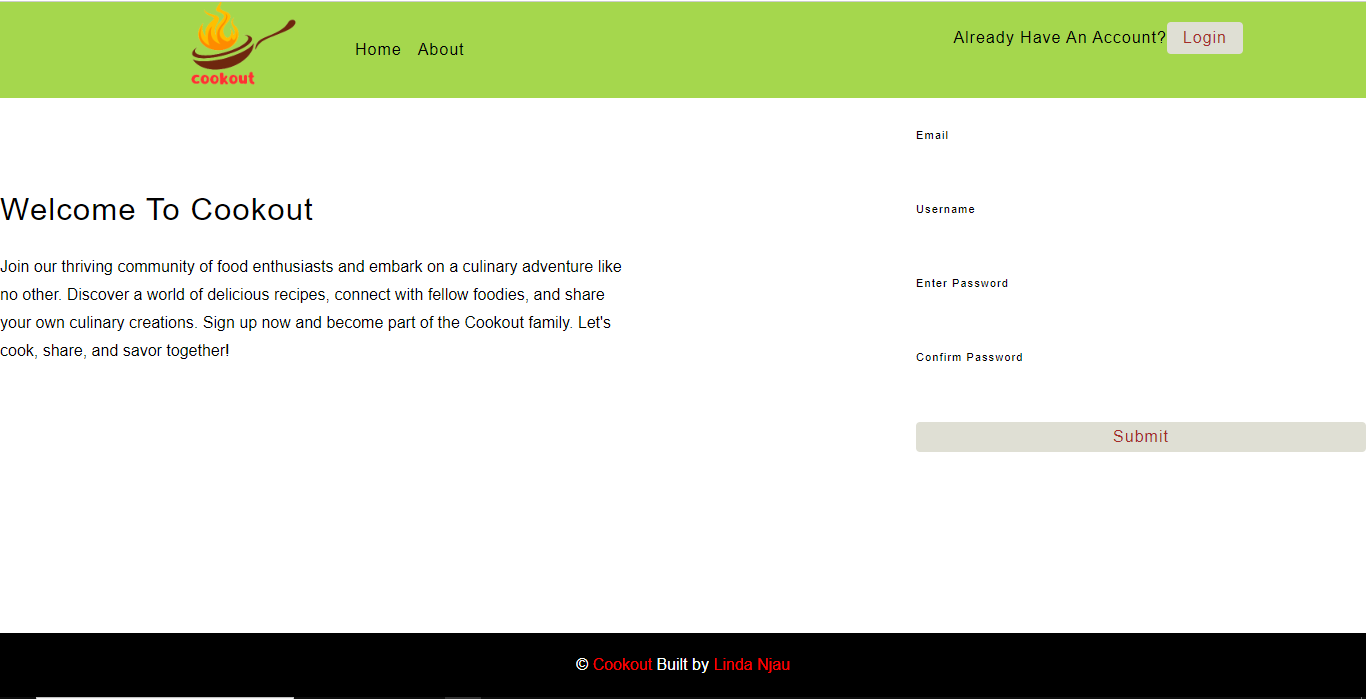 cookout
Home About
Already Have An Account? Login
Welcome To Cookout
Join our thriving community of food enthusiasts and embark on a culinary adventure like
no other. Discover a world of delicious recipes, connect with fellow foodies, and share
your own culinary creations. Sign up now and become part of the Cookout family. Let's
cook, share, and savor together!
Email
Username
Enter Password
Confirm Password
Submit
© Cookout Built by Linda Njau